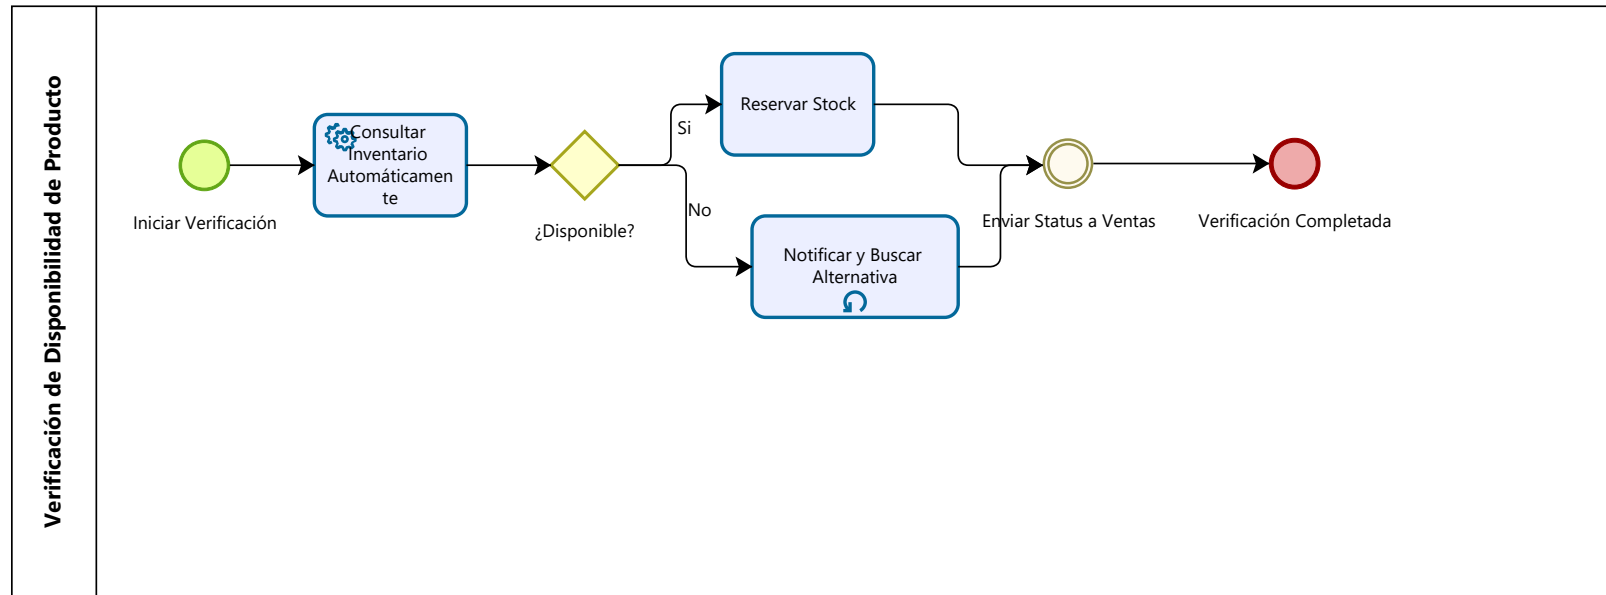 Verificación de Disponibilidad de Producto
Iniciar Verificación
Consultar
Inventario
Automáticamen
te
¿Disponible?
Si
No
Reservar Stock
Notificar y Buscar
Alternativa
Enviar Status a Ventas
Verificación Completada